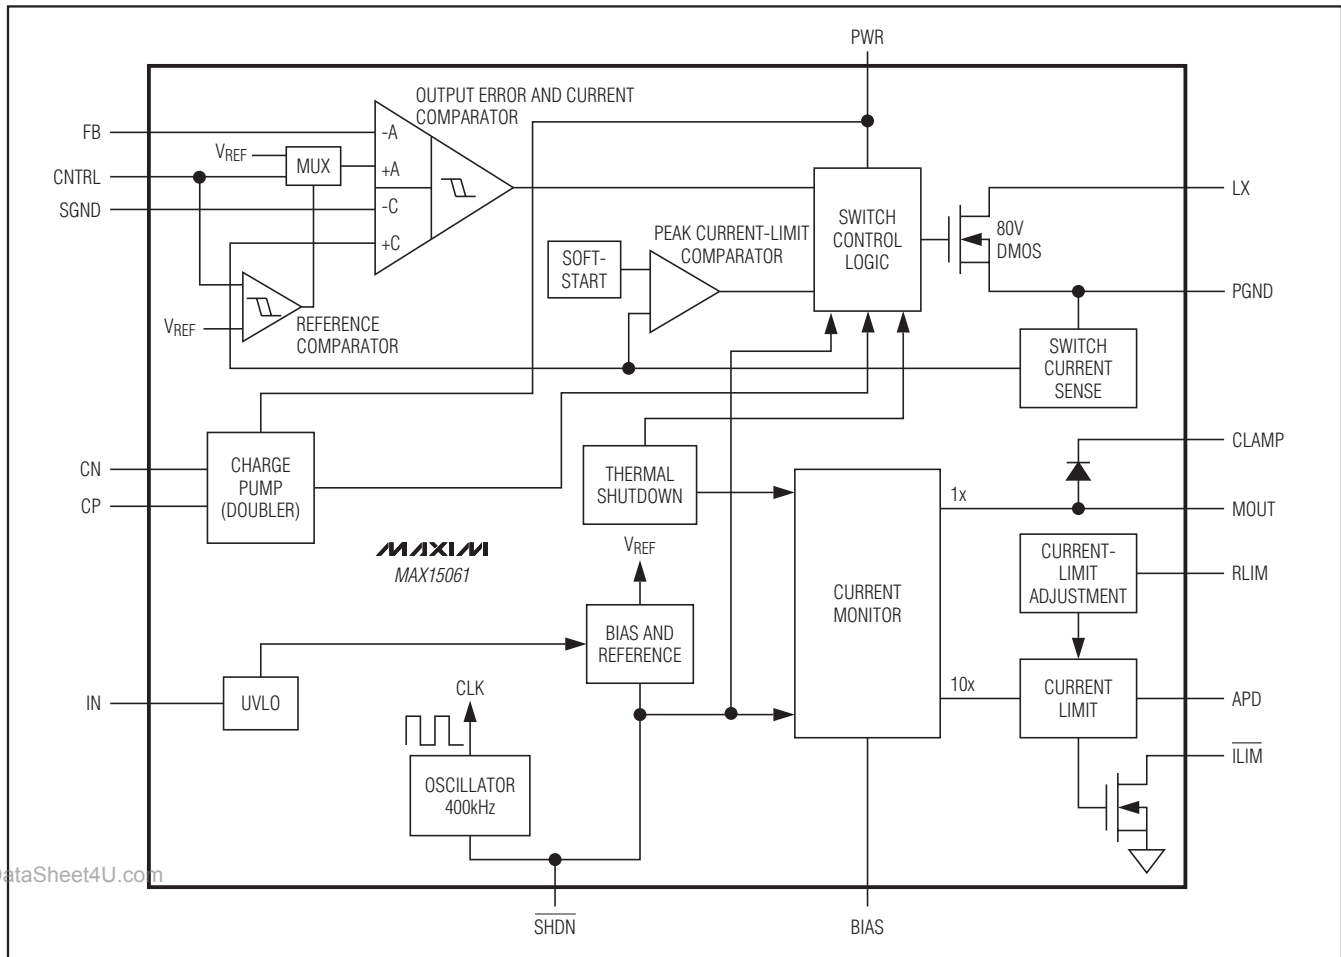 PWR
OUTPUT ERROR AND CURRENT
COMPARATOR
FB
-A
VREF
MUX
+A
CNTRL
SGND
-C
+C
SWITCH
CONTROL
LOGIC
LX
80V
DMOS
PEAK CURRENT-LIMIT
COMPARATOR
SOFT-
START
PGND
VREF
REFERENCE
COMPARATOR
SWITCH
CURRENT
SENSE
CLAMP
CN
CP
CHARGE
PUMP
(DOUBLER)
THERMAL
SHUTDOWN
1x
MOUT
MAXIM
MAX15061
VREF
CURRENT
MONITOR
CURRENT-
LIMIT
ADJUSTMENT
RLIM
BIAS AND
REFERENCE
IN
UVLO
CLK
10x
CURRENT
LIMIT
APD
ILIM
OSCILLATOR
400kHz
ataSheet4U.com
SHDN
BIAS